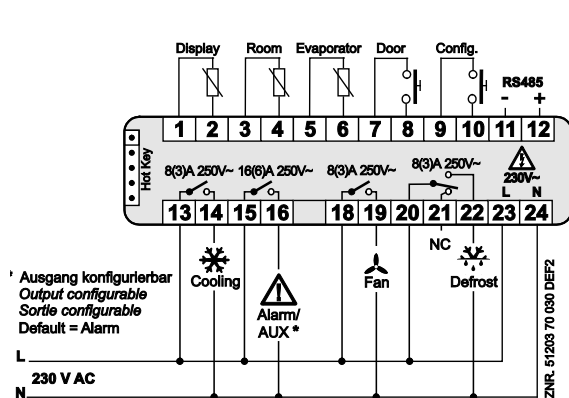 Display Room Evaporator Door Config.
RS485
- +
1 2 3 4 5 6 7 8 9 10 11 12
Hot Key
8(3)A 250V~ 16(6)A 250V~ 8(3)A 250V~ 8(3)A 250V~
230V~
L N
13 14 15 16 18 19 20 21 22 23 24
NC
Cooling
Alarm/
AUX *
Fan
Defrost
* Ausgang konfigurierbar
Output configurable
Sortie configurable
Default = Alarm
L
230 V AC
N
ZNR. 51203 70 030 DEF2